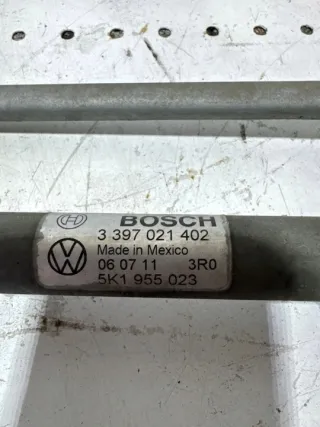 BOSCH
3 397 021 402
Made in Mexico
06 07 11 3R0
5K1 955 023